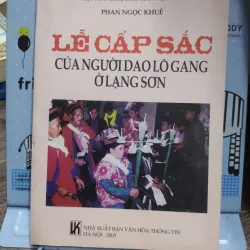 PHAN NGỌC KHUÊ
LỄ CẤP SẮC
CỦA NGƯỜI DAO LÔ GANG
Ở LẠNG SƠN
NHÀ XUẤT BẢN VĂN HÓA THÔNG TIN
HÀ NỘI - 2003